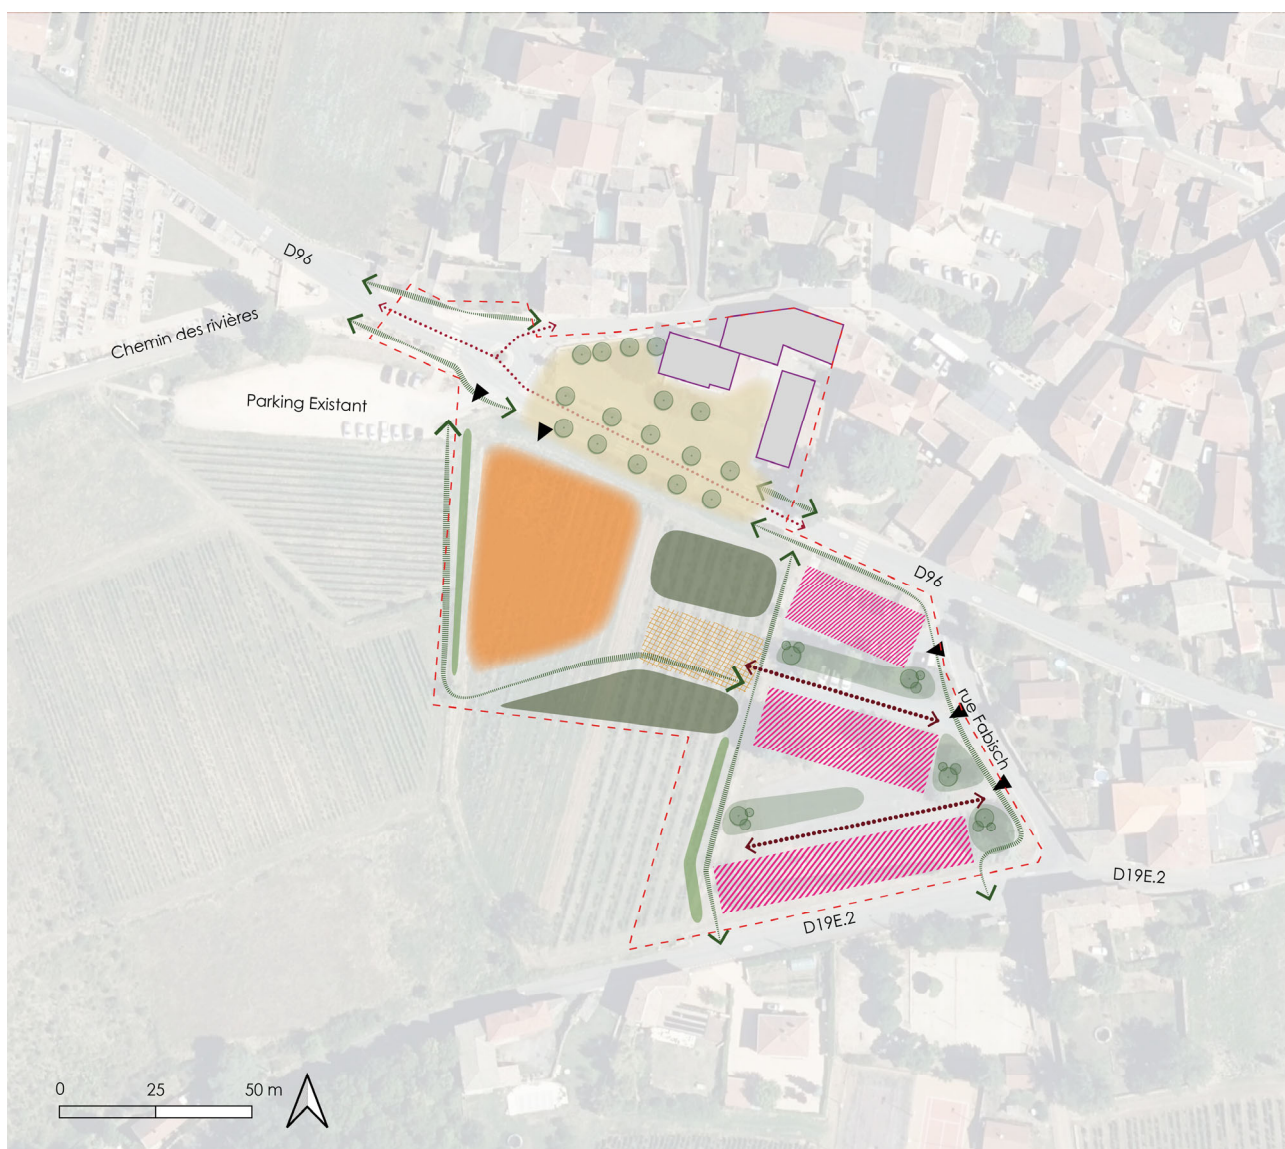 D96
Chemin des rivières
Parking Existant
D96
rue Fabisch
D19E.2
D19E.2
0 25 50 m